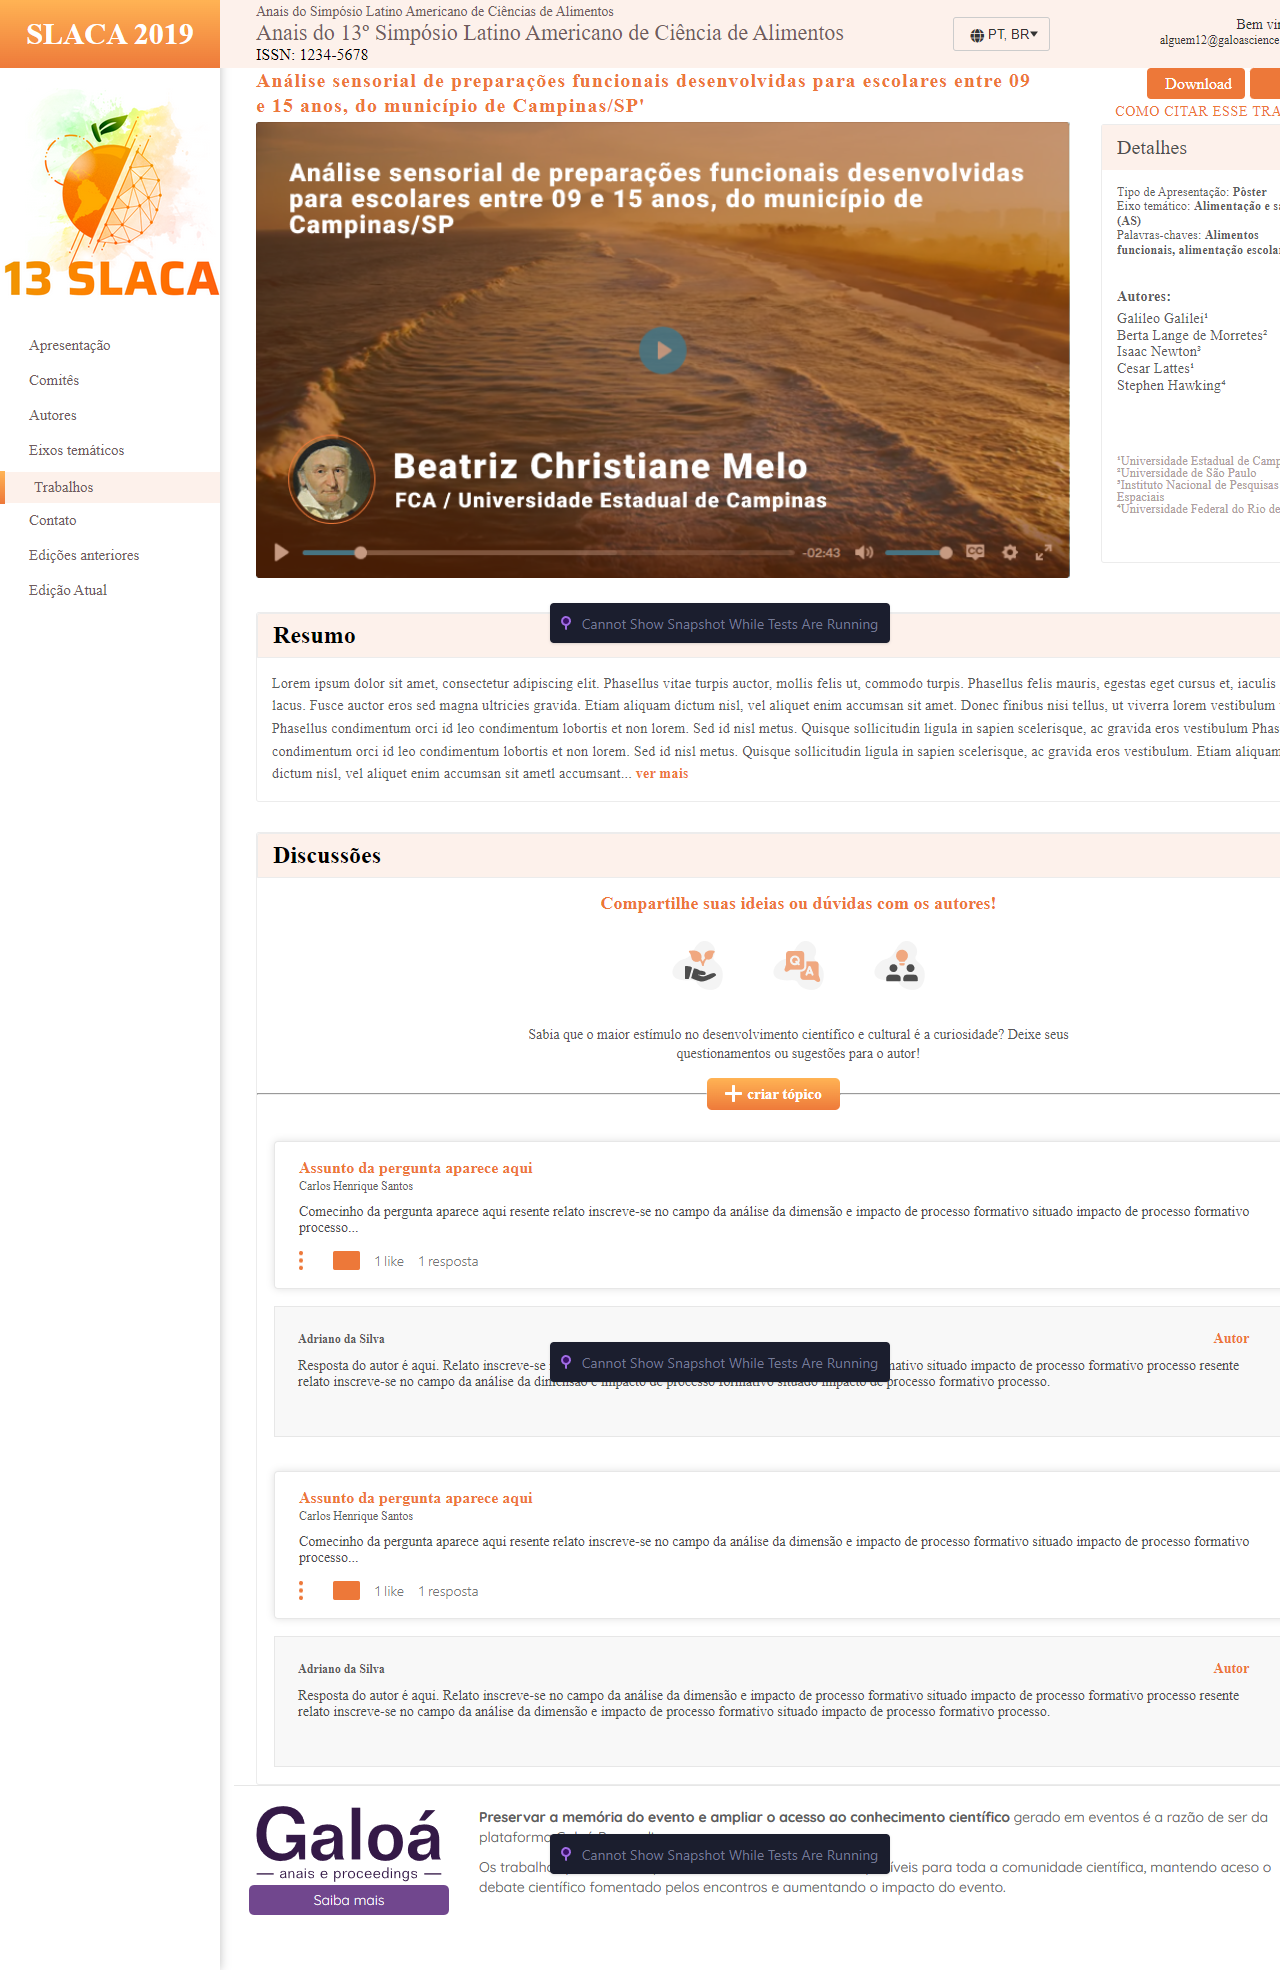 SLACA 2019
Anais do Simpósio Latino Americano de Ciências de Alimentos
Anais do 13º Simpósio Latino Americano de Ciência de Alimentos
ISSN: 1234-5678
PT, BR
Bem vin
alguem12@galoascience
13 SLACA
Apresentação
Comitês
Autores
Eixos temáticos
Trabalhos
Contato
Edições anteriores
Edição Atual
Análise sensorial de preparações funcionais desenvolvidas para escolares entre 09
e 15 anos, do município de Campinas/SP'
Download
COMO CITAR ESSE TRA
Análise sensorial de preparações funcionais desenvolvidas
para escolares entre 09 e 15 anos, do município de
Campinas/SP
Beatriz Christiane Melo
FCA / Universidade Estadual de Campinas
-02:43
CC
Detalhes
Tipo de Apresentação: Pòster
Eixo temático: Alimentação e sa
(AS)
Palavras-chaves: Alimentos
funcionais, alimentação escola
Autores:
Galileo Galilei¹
Berta Lange de Morretes²
Isaac Newton³
Cesar Lattes¹
Stephen Hawking⁴
¹Universidade Estadual de Camp
²Universidade de São Paulo
³Instituto Nacional de Pesquisas
Espaciais
⁴Universidade Federal do Rio de
Cannot Show Snapshot While Tests Are Running
Resumo
Lorem ipsum dolor sit amet, consectetur adipiscing elit. Phasellus vitae turpis auctor, mollis felis ut, commodo turpis. Phasellus felis mauris, egestas eget cursus et, iaculis
lacus. Fusce auctor eros sed magna ultricies gravida. Etiam aliquam dictum nisl, vel aliquet enim accumsan sit amet. Donec finibus nisi tellus, ut viverra lorem vestibulum
Phasellus condimentum orci id leo condimentum lobortis et non lorem. Sed id nisl metus. Quisque sollicitudin ligula in sapien scelerisque, ac gravida eros vestibulum Phas
condimentum orci id leo condimentum lobortis et non lorem. Sed id nisl metus. Quisque sollicitudin ligula in sapien scelerisque, ac gravida eros vestibulum. Etiam aliquam
dictum nisl, vel aliquet enim accumsan sit ametl accumsant... ver mais
Discussões
Compartilhe suas ideias ou dúvidas com os autores!
Q A
Sabia que o maior estímulo no desenvolvimento científico e cultural é a curiosidade? Deixe seus
questionamentos ou sugestões para o autor!
criar tópico
Assunto da pergunta aparece aqui
Carlos Henrique Santos
Comecinho da pergunta aparece aqui resente relato inscreve-se no campo da análise da dimensão e impacto de processo formativo situado impacto de processo formativo
processo...
1 like 1 resposta
Adriano da Silva
Autor
Cannot Show Snapshot While Tests Are Running
Resposta do autor é aqui. Relato inscreve-se mativo situado impacto de processo formativo processo resente
relato inscreve-se no campo da análise da dimensão e impacto de processo formativo situado impacto de processo formativo processo.
Assunto da pergunta aparece aqui
Carlos Henrique Santos
Comecinho da pergunta aparece aqui resente relato inscreve-se no campo da análise da dimensão e impacto de processo formativo situado impacto de processo formativo
processo...
1 like 1 resposta
Adriano da Silva
Autor
Resposta do autor é aqui. Relato inscreve-se no campo da análise da dimensão e impacto de processo formativo situado impacto de processo formativo processo resente
relato inscreve-se no campo da análise da dimensão e impacto de processo formativo situado impacto de processo formativo processo.
Galoá
anais e proceedings
Saiba mais
Preservar a memória do evento e ampliar o acesso ao conhecimento científico gerado em eventos é a razão de ser da
plataforma
Cannot Show Snapshot While Tests Are Running
Os trabalho íveis para toda a comunidade científica, mantendo aceso o
debate científico fomentado pelos encontros e aumentando o impacto do evento.